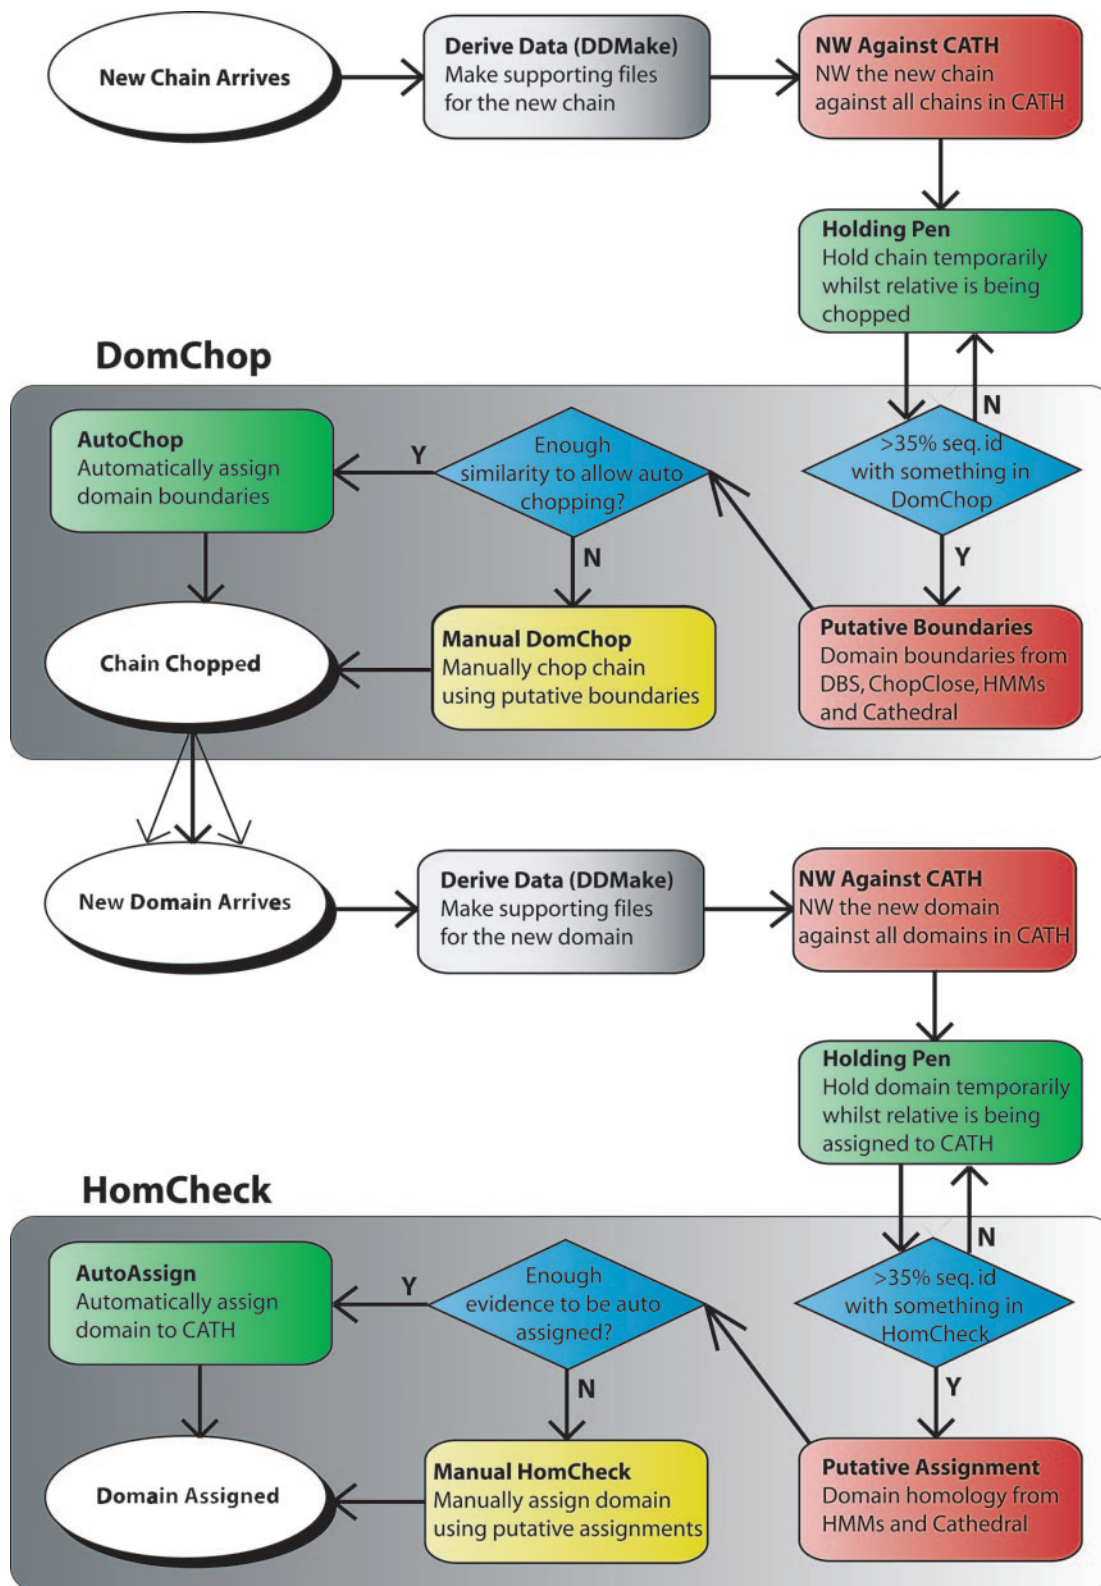 New Chain Arrives
Derive Data (DDMake)
Make supporting files
for the new chain
NW Against CATH
NW the new chain
against all chains in CATH
Holding Pen
Hold chain temporarily
whilst relative is being
chopped
DomChop
AutoChop
Automatically assign
domain boundaries
Y
Enough
similarity to allow auto
chopping?
N
>35% seq. id
with something in
DomChop
N
Y
Chain Chopped
Manual DomChop
Manually chop chain
using putative boundaries
Putative Boundaries
Domain boundaries from
DBS, ChopClose, HMMs
and Cathedral
New Domain Arrives
Derive Data (DDMake)
Make supporting files
for the new domain
NW Against CATH
NW the new domain
against all domains in CATH
Holding Pen
Hold domain temporarily
whilst relative is being
assigned to CATH
HomCheck
AutoAssign
Automatically assign
domain to CATH
Y
Enough
evidence to be auto
assigned?
N
>35% seq. id
with something in
HomCheck
N
Y
Domain Assigned
Manual HomCheck
Manually assign domain
using putative assignments
Putative Assignment
Domain homology from
HMMs and Cathedral